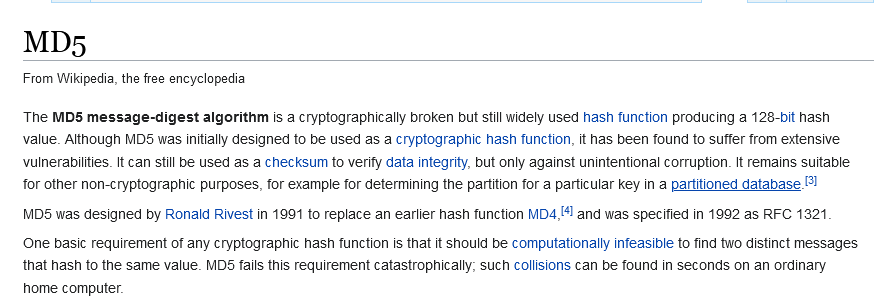 MD5
From Wikipedia, the free encyclopedia
The MD5 message-digest algorithm is a cryptographically broken but still widely used hash function producing a 128-bit hash
value. Although MD5 was initially designed to be used as a cryptographic hash function, it has been found to suffer from extensive
vulnerabilities. It can still be used as a checksum to verify data integrity, but only against unintentional corruption. It remains suitable
for other non-cryptographic purposes, for example for determining the partition for a particular key in a partitioned database.[3]
MD5 was designed by Ronald Rivest in 1991 to replace an earlier hash function MD4,[4] and was specified in 1992 as RFC 1321.
One basic requirement of any cryptographic hash function is that it should be computationally infeasible to find two distinct messages
that hash to the same value. MD5 fails this requirement catastrophically; such collisions can be found in seconds on an ordinary
home computer.